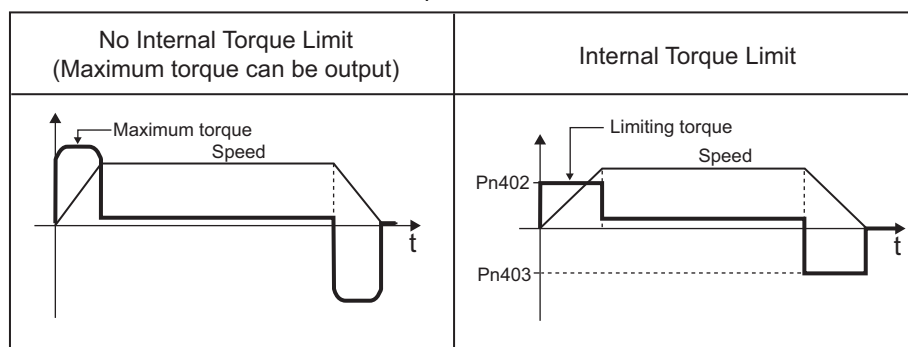 No Internal Torque Limit
(Maximum torque can be output)
Internal Torque Limit
Maximum torque
Speed
t
Limiting torque
Speed
Pn402
t
Pn403